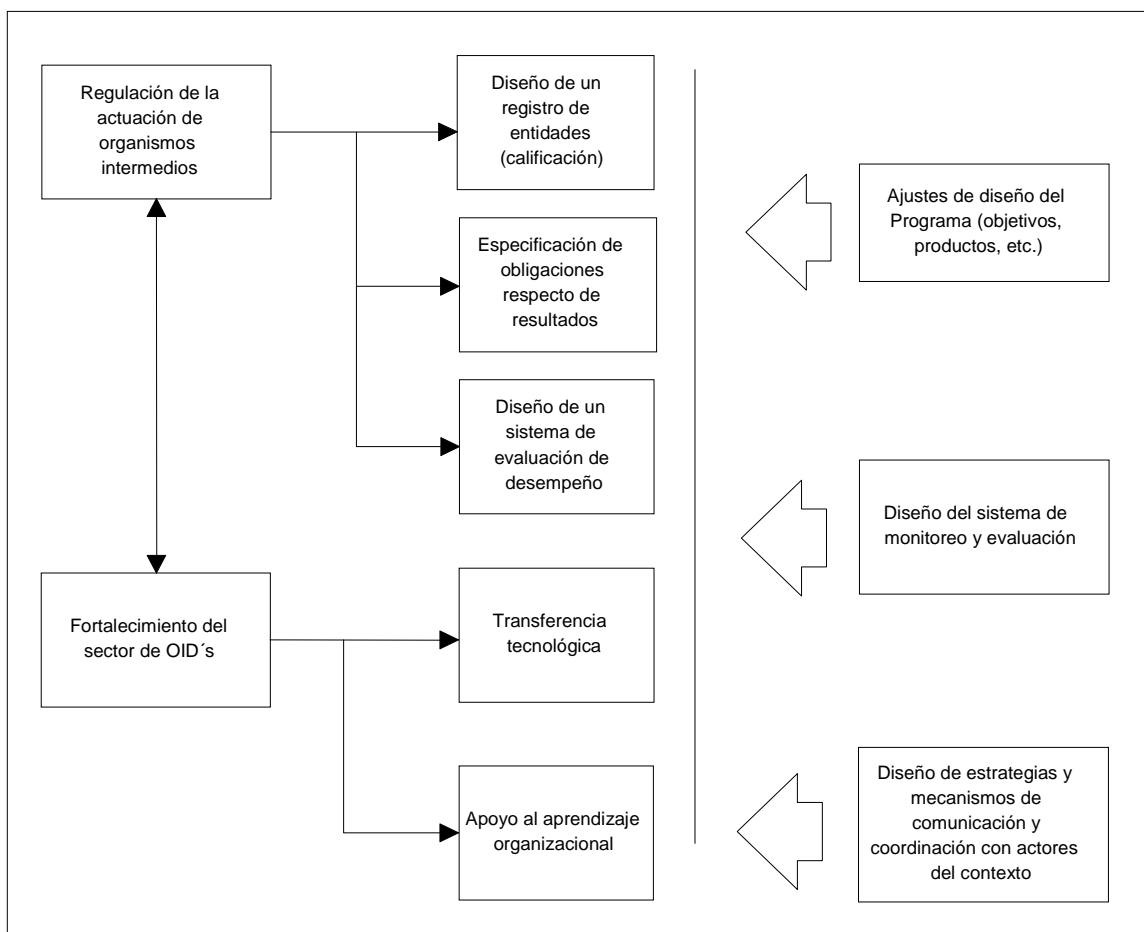 Regulación de la
actuación de
organismos
intermedios
Diseño de un
registro de
entidades
(calificación)
Especificación de
obligaciones
respecto de
resultados
Diseño de un
sistema de
evaluación de
desempeño
Fortalecimiento del
sector de OID´s
Transferencia
tecnológica
Apoyo al aprendizaje
organizacional
Ajustes de diseño del
Programa (objetivos,
productos, etc.)
Diseño del sistema de
monitoreo y evaluación
Diseño de estrategias y
mecanismos de
comunicación y
coordinación con actores
del contexto